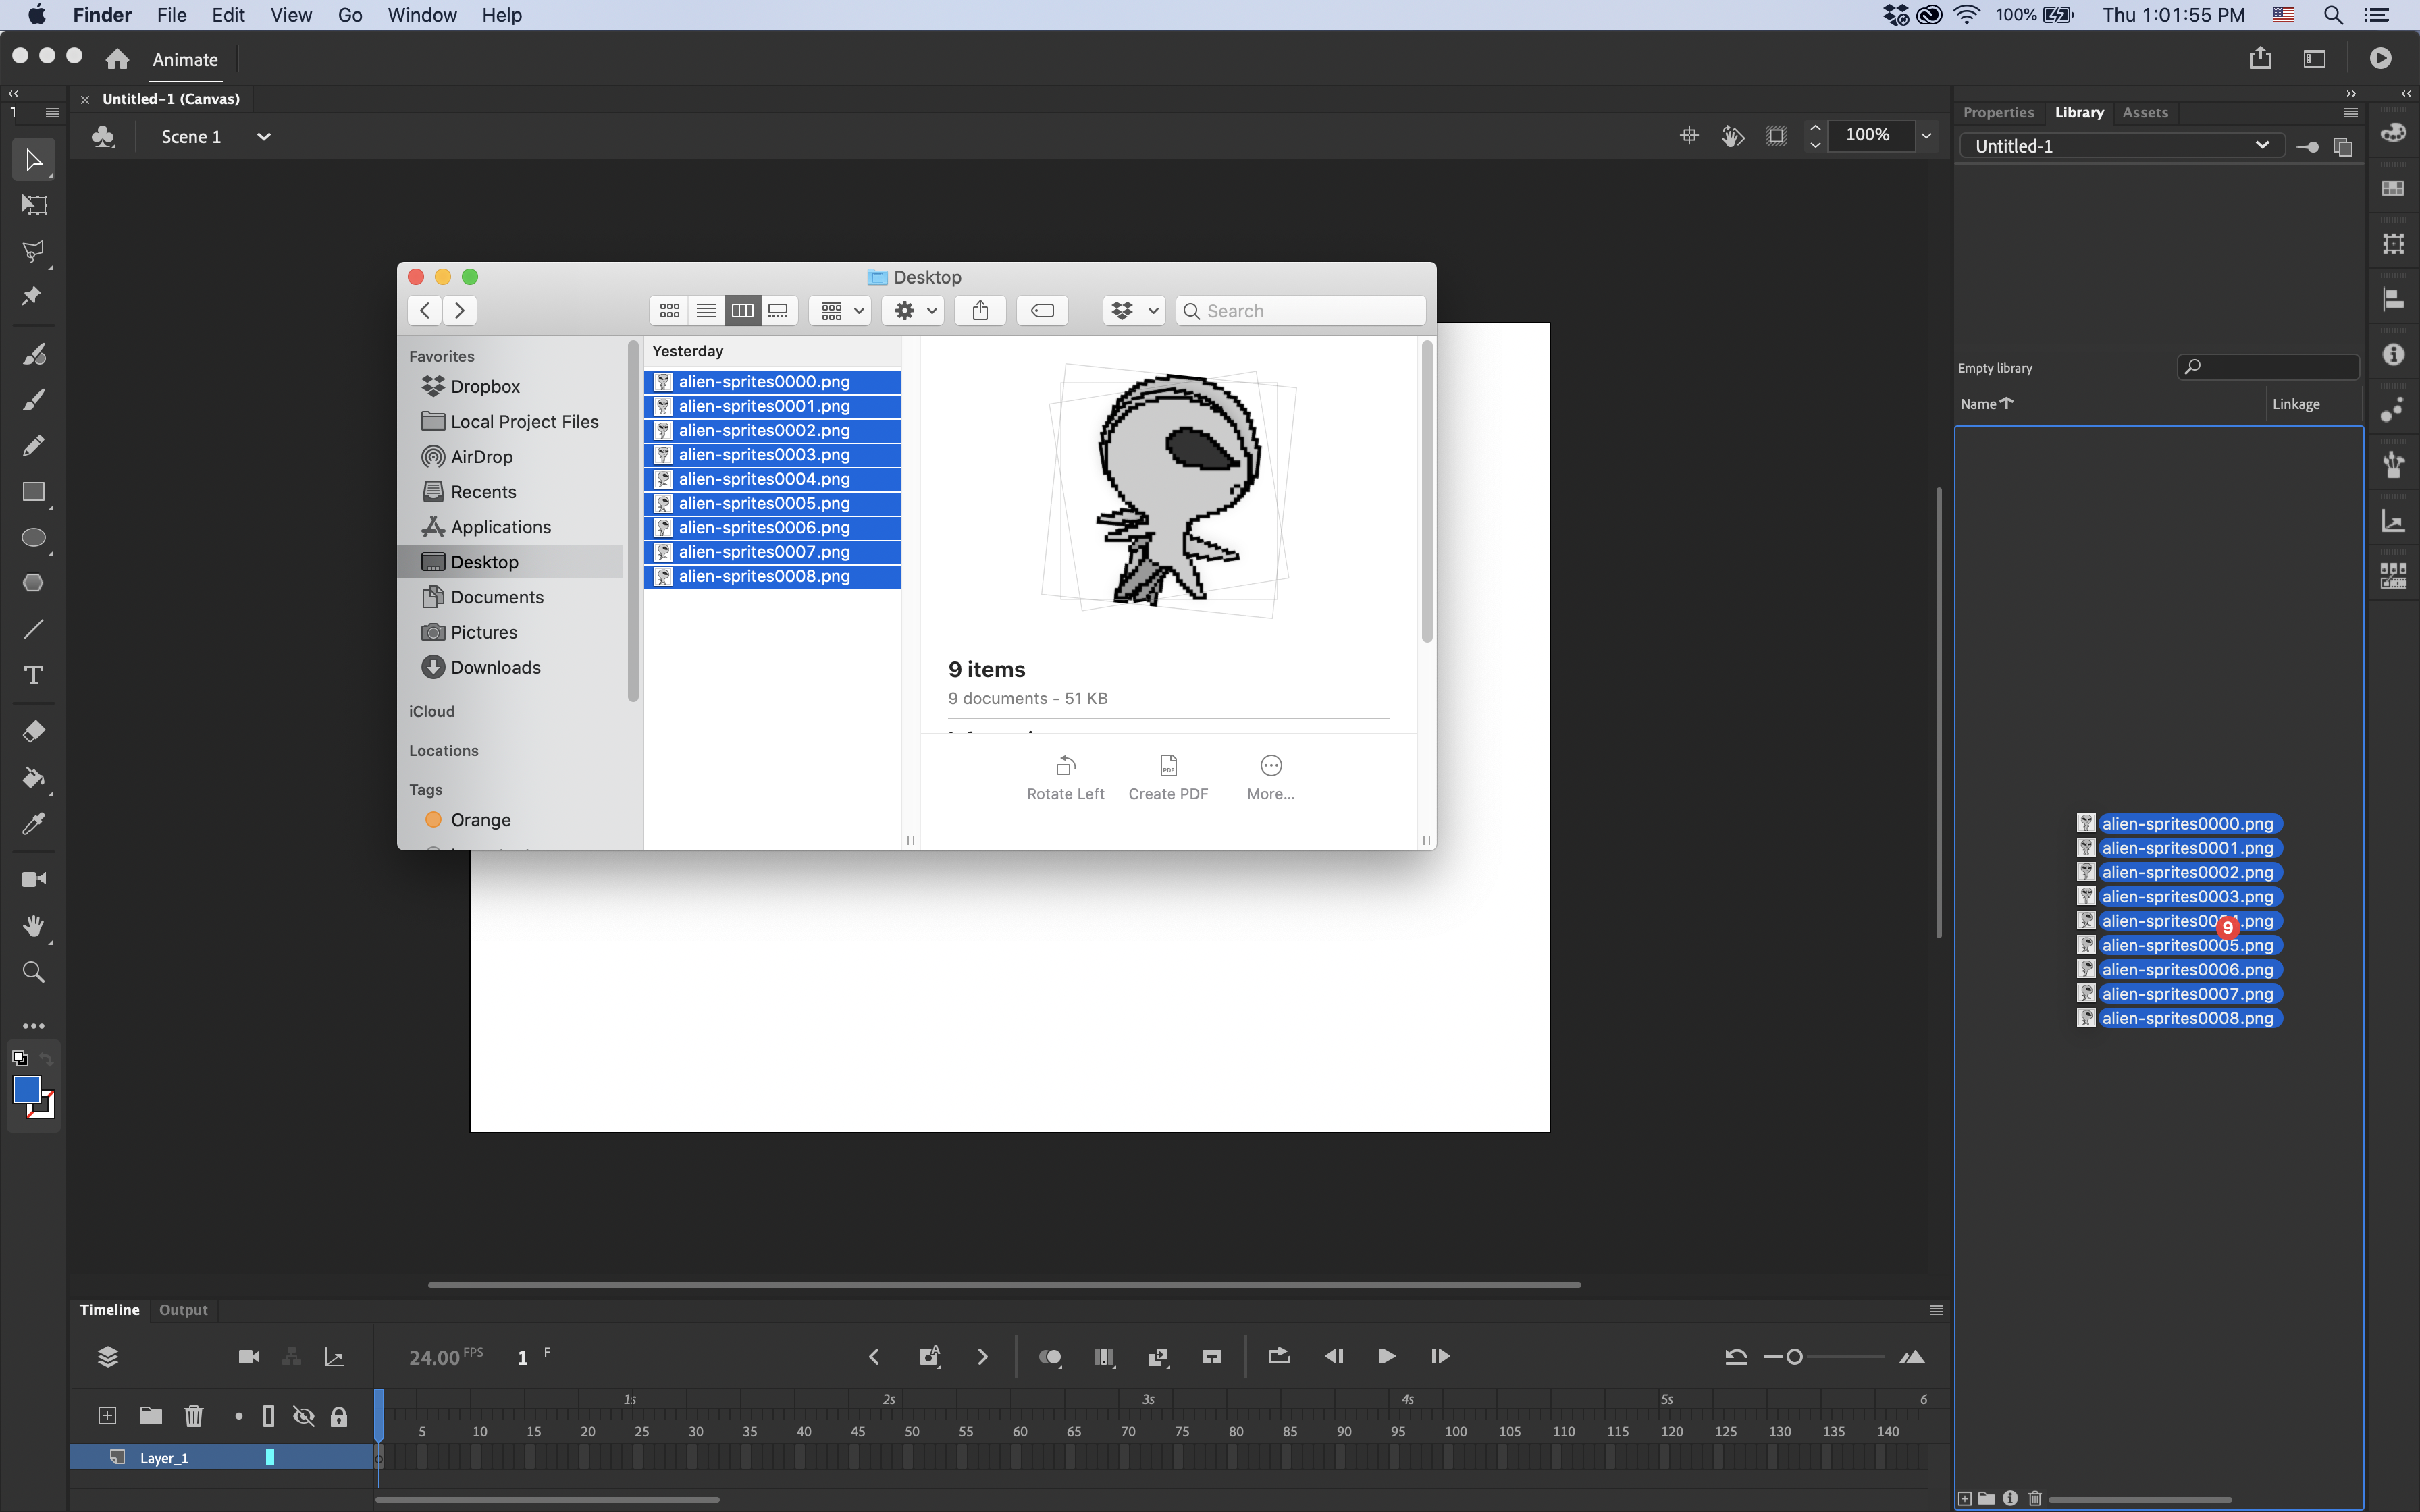 Finder File Edit View Go Window Help 100% Thu 1:01:55 PM
Animate
Untitled-1 (Canvas)
Properties Library Assets
Scene 1 100%
Untitled-1
Desktop
Search
Favorites
Dropbox
Local Project Files
AirDrop
Recents
Applications
Desktop
Documents
Pictures
Downloads
iCloud
Locations
Tags
Orange
Yesterday
alien-sprites0000.png
alien-sprites0001.png
alien-sprites0002.png
alien-sprites0003.png
alien-sprites0004.png
alien-sprites0005.png
alien-sprites0006.png
alien-sprites0007.png
alien-sprites0008.png
9 items
9 documents - 51 KB
Rotate Left Create PDF More...
Empty library
Name Linkage
alien-sprites0000.png
alien-sprites0001.png
alien-sprites0002.png
alien-sprites0003.png
9
alien-sprites0005.png
alien-sprites0006.png
alien-sprites0007.png
alien-sprites0008.png
Timeline Output
24.00 FPS 1 F
1s 2s 3s 4s 5s 6
5 10 15 20 25 30 35 40 45 50 55 60 65 70 75 80 85 90 95 100 105 110 115 120 125 130 135 140
Layer_1